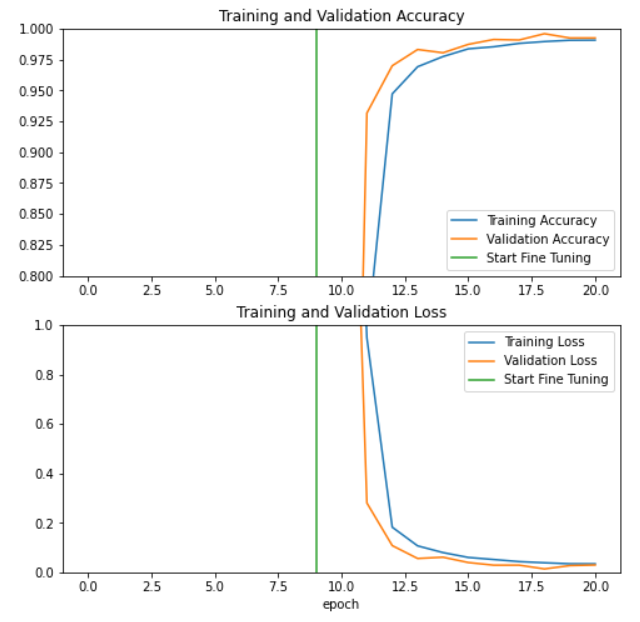 Training and Validation Accuracy
1.000
0.975
0.950
0.925
0.900
0.875
0.850
0.825
0.800
Training Accuracy
Validation Accuracy
Start Fine Tuning
0.0 2.5 5.0 7.5 10.0 12.5 15.0 17.5 20.0
Training and Validation Loss
1.0
0.8
0.6
0.4
0.2
0.0
Training Loss
Validation Loss
Start Fine Tuning
0.0 2.5 5.0 7.5 10.0 12.5 15.0 17.5 20.0
epoch